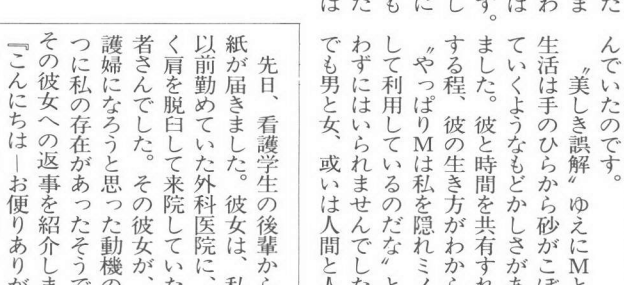 た
ま
わ
は
す。
し
に
も
た
は
んでいたのです。
〝美しき誤解〟ゆえにMと
生活は手のひらから砂がこぼ
ていくようなもどかしさがあ
ました。彼と時間を共有すれ
する程、彼の生き方がわから
〝やっぱりMは私を隠れミノ
して利用しているのだな〟と
わずにはいられませんでした
でも男と女、或いは人間と人
先日、看護学生の後輩から
紙が届きました。彼女は、私
以前勤めていた外科医院に、
く肩を脱臼して来院してい
者さんでした。その彼女が、
護婦になろうと思った動機の
つに私の存在があったそうで
その彼女への返事を紹介しま
『こんにちは―お便りありが